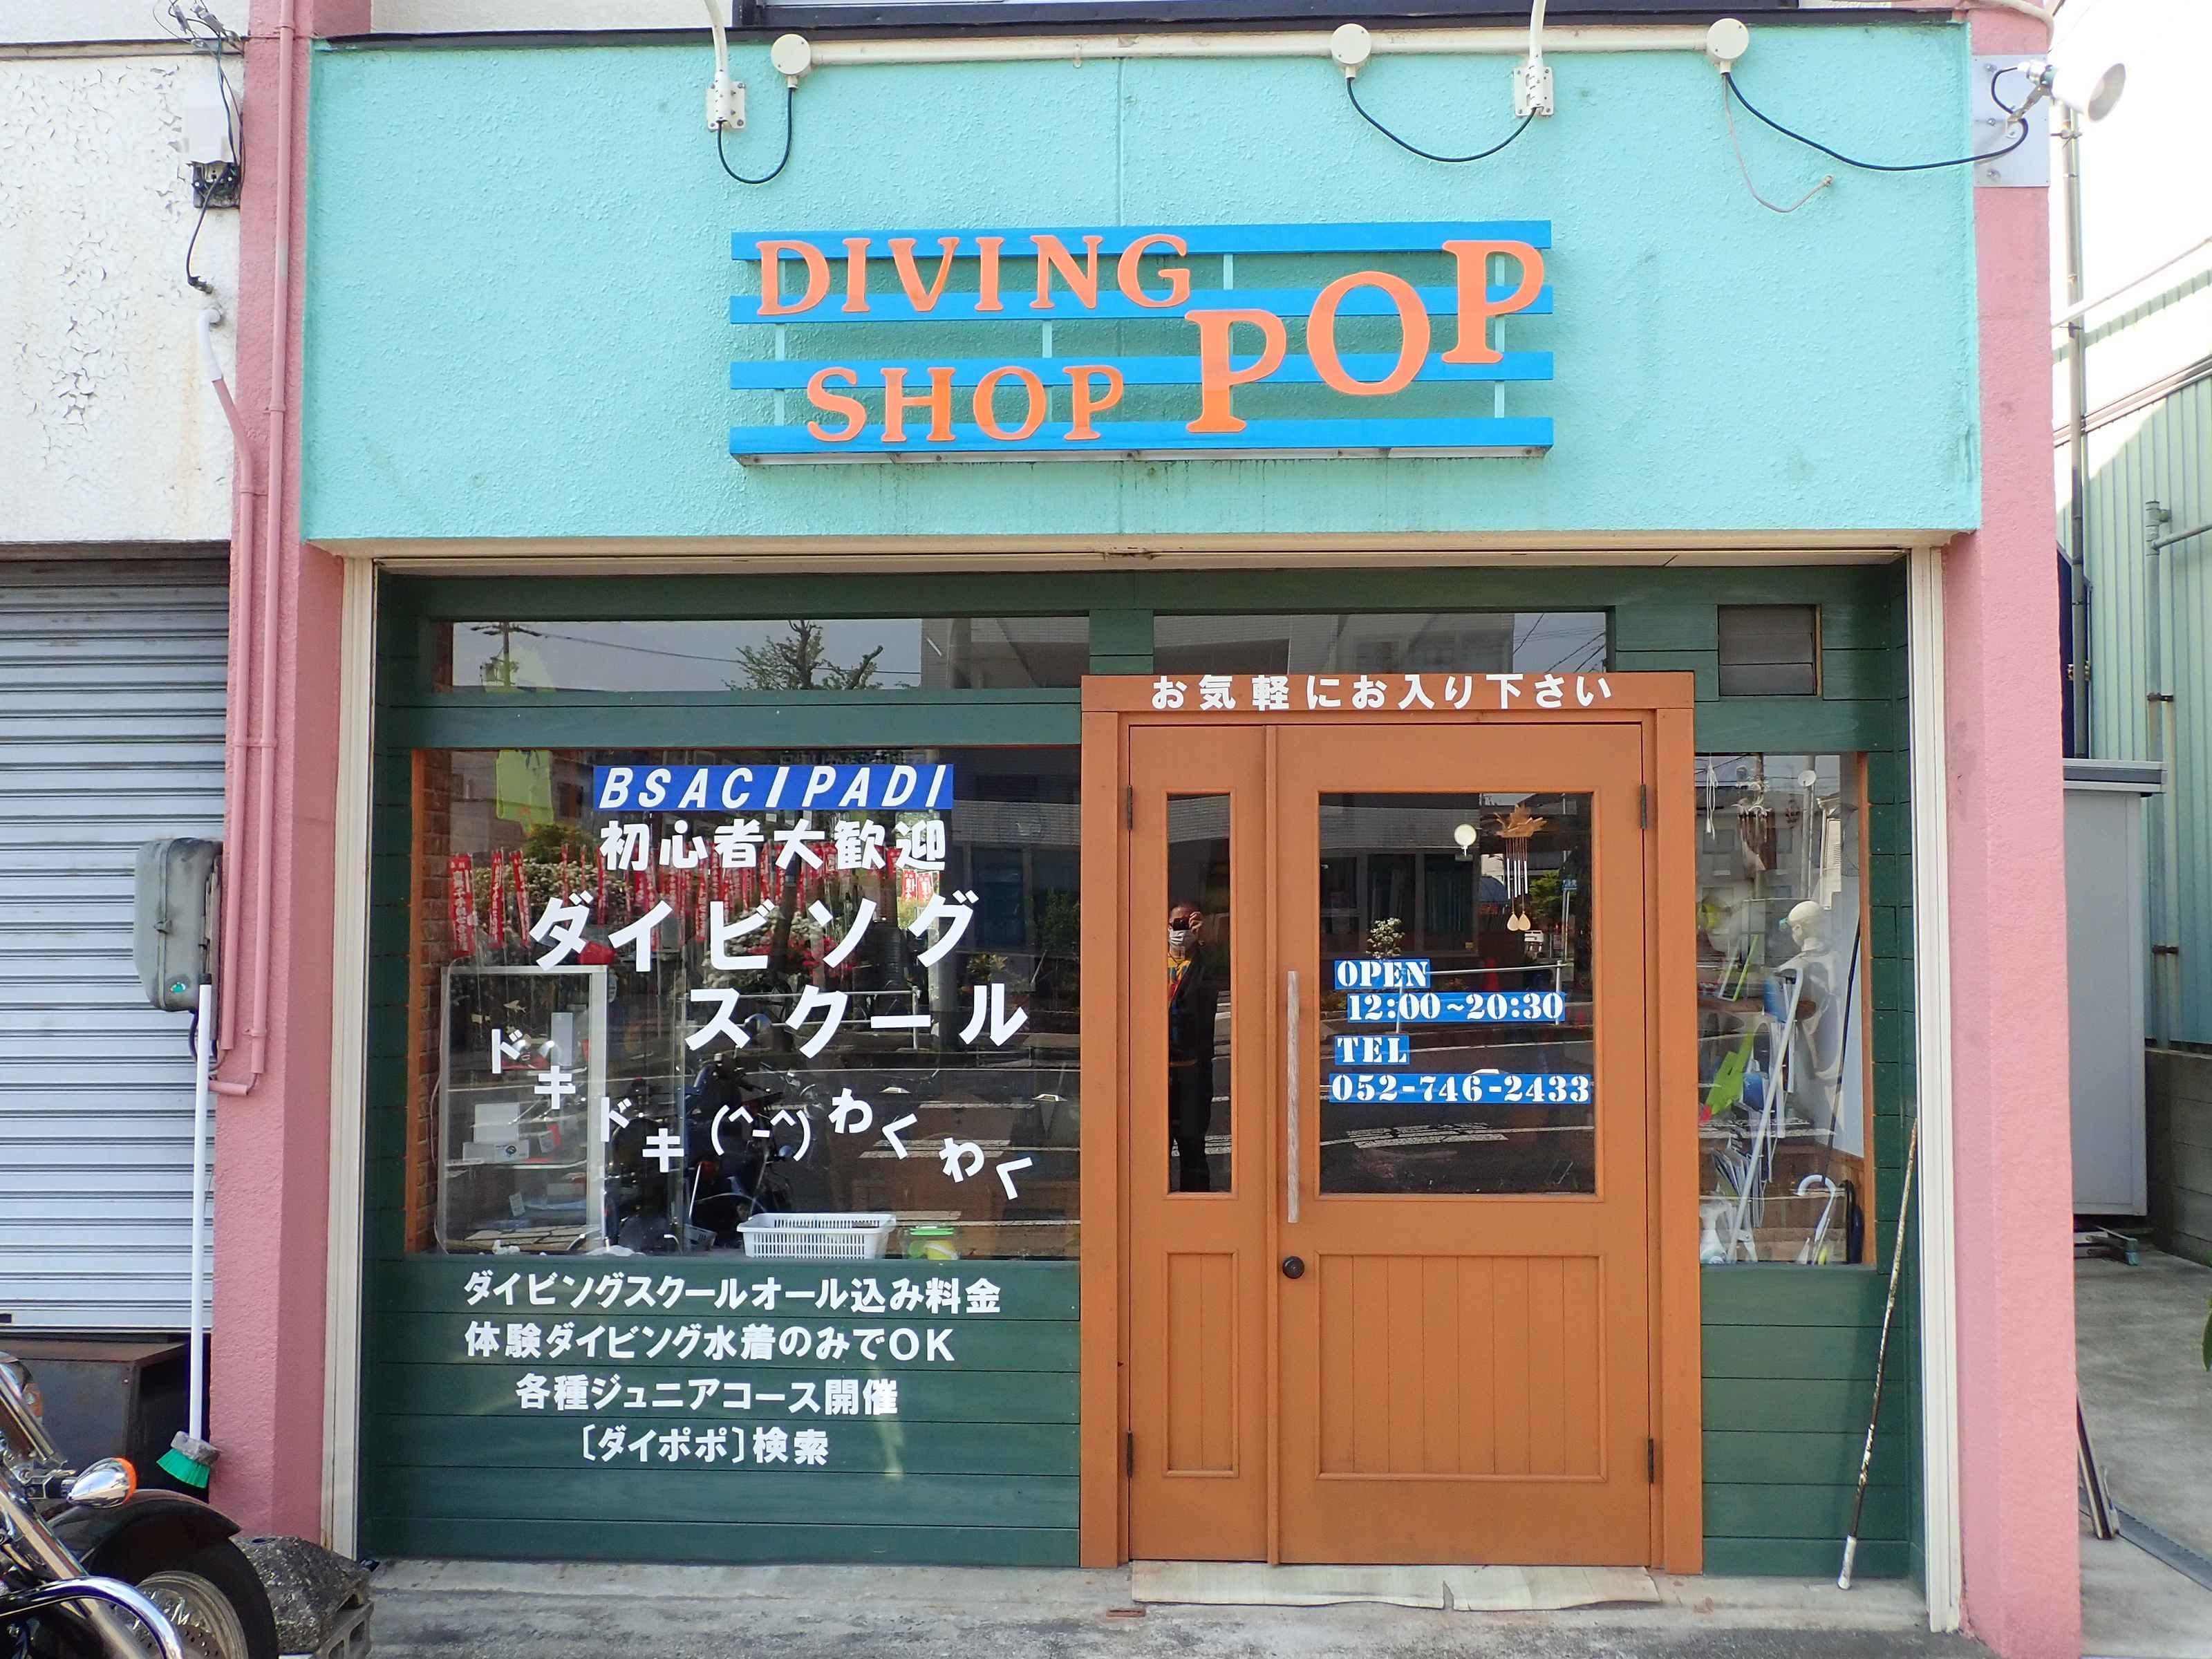 DIVING
SHOP POP
お気軽にお入り下さい
BSACIPADI
初心者大歓迎
ダイビング
スクール
ドキドキ(^-^)わくわく
OPEN
12:00~20:30
TEL
052-746-2433
ダイビングスクールオール込み料金
体験ダイビング水着のみでOK
各種ジュニアコース開催
〔ダイポポ〕検索